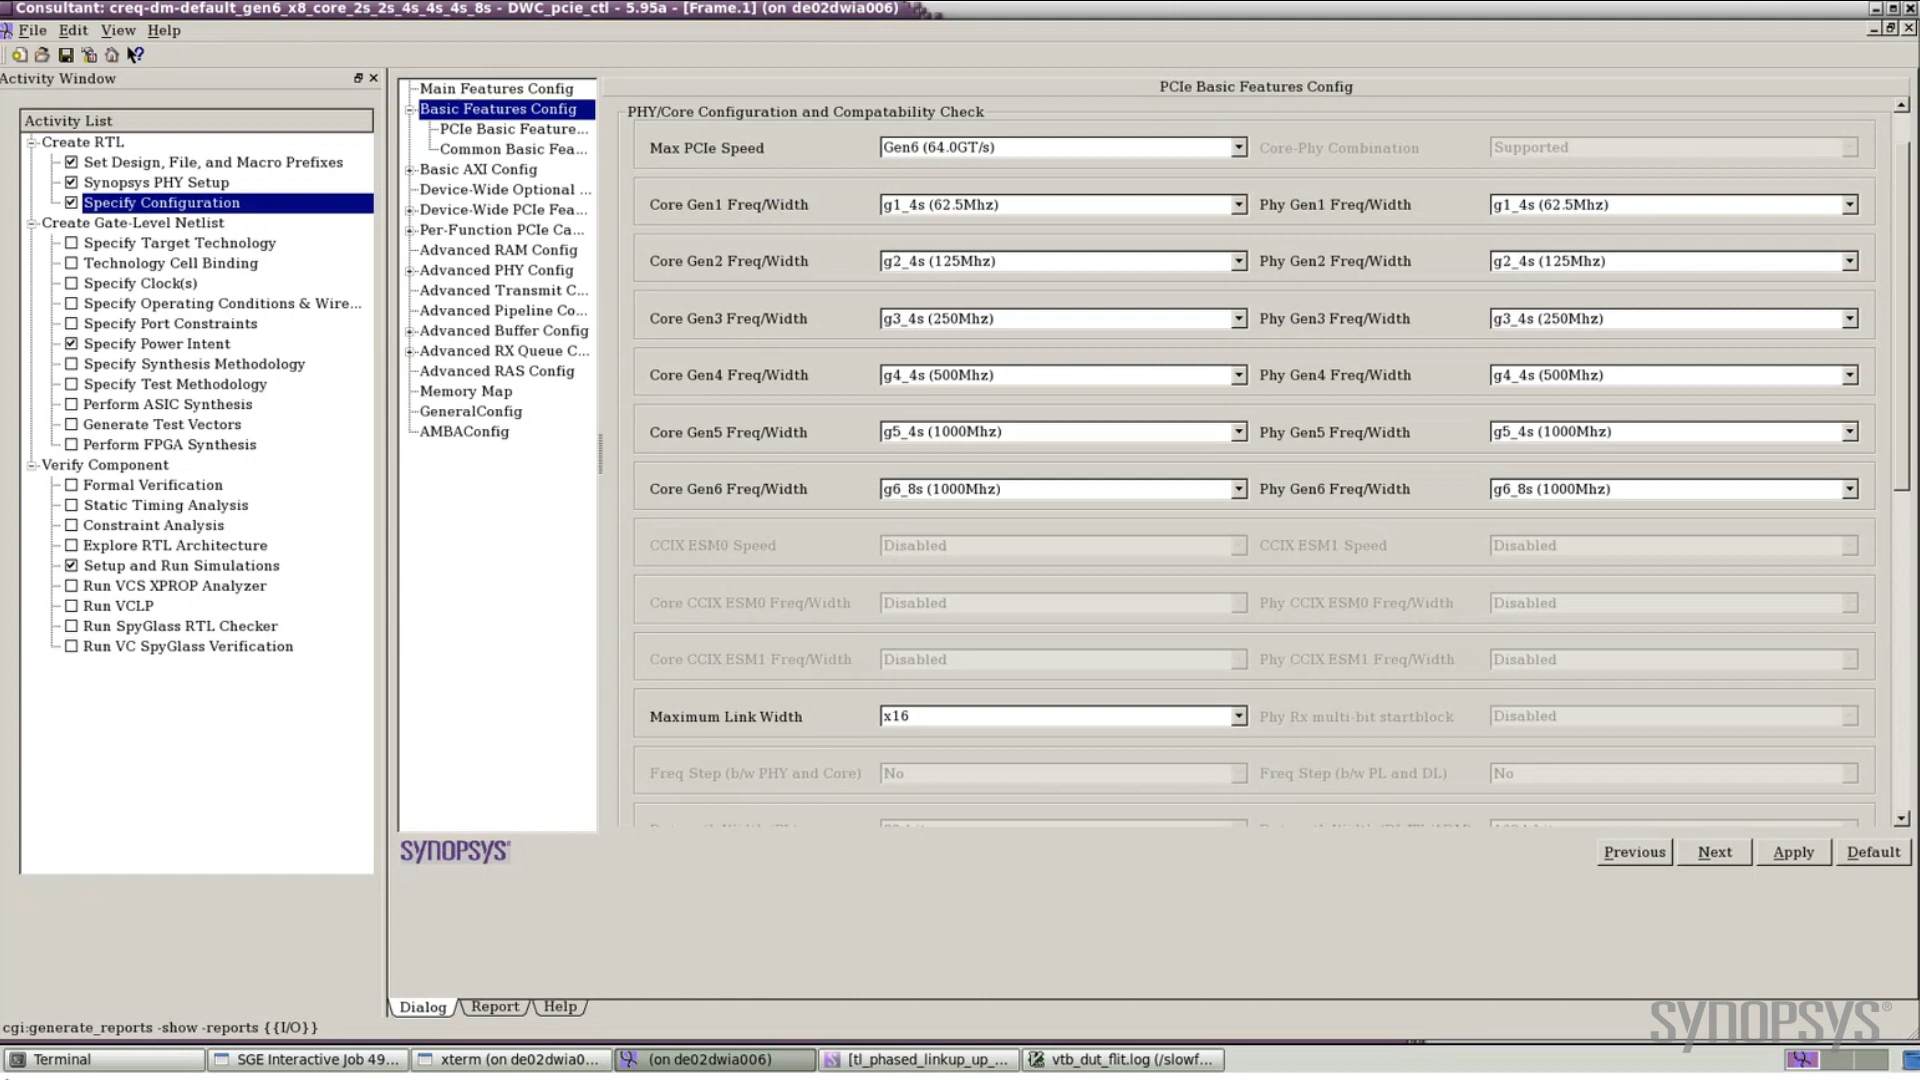 Consultant: creq-dm-default_gen6_x8_core_2s_2s_4s_4s_4s_8s - DWC_pcie_ctl - 5.95a - [Frame.1] (on de02dwia006)
File Edit View Help
Activity Window
Activity List
Create RTL
Set Design, File, and Macro Prefixes
Synopsys PHY Setup
Specify Configuration
Create Gate-Level Netlist
Specify Target Technology
Technology Cell Binding
Specify Clock(s)
Specify Operating Conditions & Wire...
Specify Port Constraints
Specify Power Intent
Specify Synthesis Methodology
Specify Test Methodology
Perform ASIC Synthesis
Generate Test Vectors
Perform FPGA Synthesis
Verify Component
Formal Verification
Static Timing Analysis
Constraint Analysis
Explore RTL Architecture
Setup and Run Simulations
Run VCS XPROP Analyzer
Run VCLP
Run SpyGlass RTL Checker
Run VC SpyGlass Verification
Main Features Config
Basic Features Config
PCIe Basic Feature...
Common Basic Fea...
Basic AXI Config
Device-Wide Optional ...
Device-Wide PCIe Fea...
Per-Function PCIe Ca...
Advanced RAM Config
Advanced PHY Config
Advanced Transmit C...
Advanced Pipeline Co...
Advanced Buffer Config
Advanced RX Queue C...
Advanced RAS Config
Memory Map
GeneralConfig
AMBAConfig
PCIe Basic Features Config
PHY/Core Configuration and Compatability Check
Max PCIe Speed Gen6 (64.0GT/s) Core-Phy Combination Supported
Core Gen1 Freq/Width g1_4s (62.5Mhz) Phy Gen1 Freq/Width g1_4s (62.5Mhz)
Core Gen2 Freq/Width g2_4s (125Mhz) Phy Gen2 Freq/Width g2_4s (125Mhz)
Core Gen3 Freq/Width g3_4s (250Mhz) Phy Gen3 Freq/Width g3_4s (250Mhz)
Core Gen4 Freq/Width g4_4s (500Mhz) Phy Gen4 Freq/Width g4_4s (500Mhz)
Core Gen5 Freq/Width g5_4s (1000Mhz) Phy Gen5 Freq/Width g5_4s (1000Mhz)
Core Gen6 Freq/Width g6_8s (1000Mhz) Phy Gen6 Freq/Width g6_8s (1000Mhz)
CCIX ESM0 Speed Disabled CCIX ESM1 Speed Disabled
Core CCIX ESM0 Freq/Width Disabled Phy CCIX ESM0 Freq/Width Disabled
Core CCIX ESM1 Freq/Width Disabled Phy CCIX ESM1 Freq/Width Disabled
Maximum Link Width x16 Phy Rx multi-bit startblock Disabled
Freq Step (b/w PHY and Core) No Freq Step (b/w PL and DL) No
SYNOPSYS®
Previous Next Apply Default
Dialog Report Help
cgi:generate_reports -show -reports {{I/O}}
SYNOPSYS®
Terminal SGE Interactive Job 49... xterm (on de02dwia0... (on de02dwia006) [tl_phased_linkup_up_... vtb_dut_flit.log (/slowf...